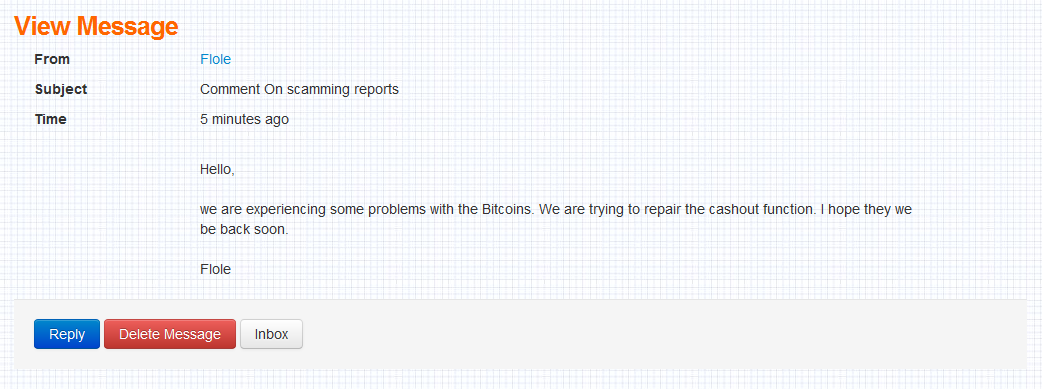 View Message
From Flole
Subject Comment On scamming reports
Time 5 minutes ago
Hello,
we are experiencing some problems with the Bitcoins. We are trying to repair the cashout function. I hope they we
be back soon.
Flole
Reply Delete Message Inbox